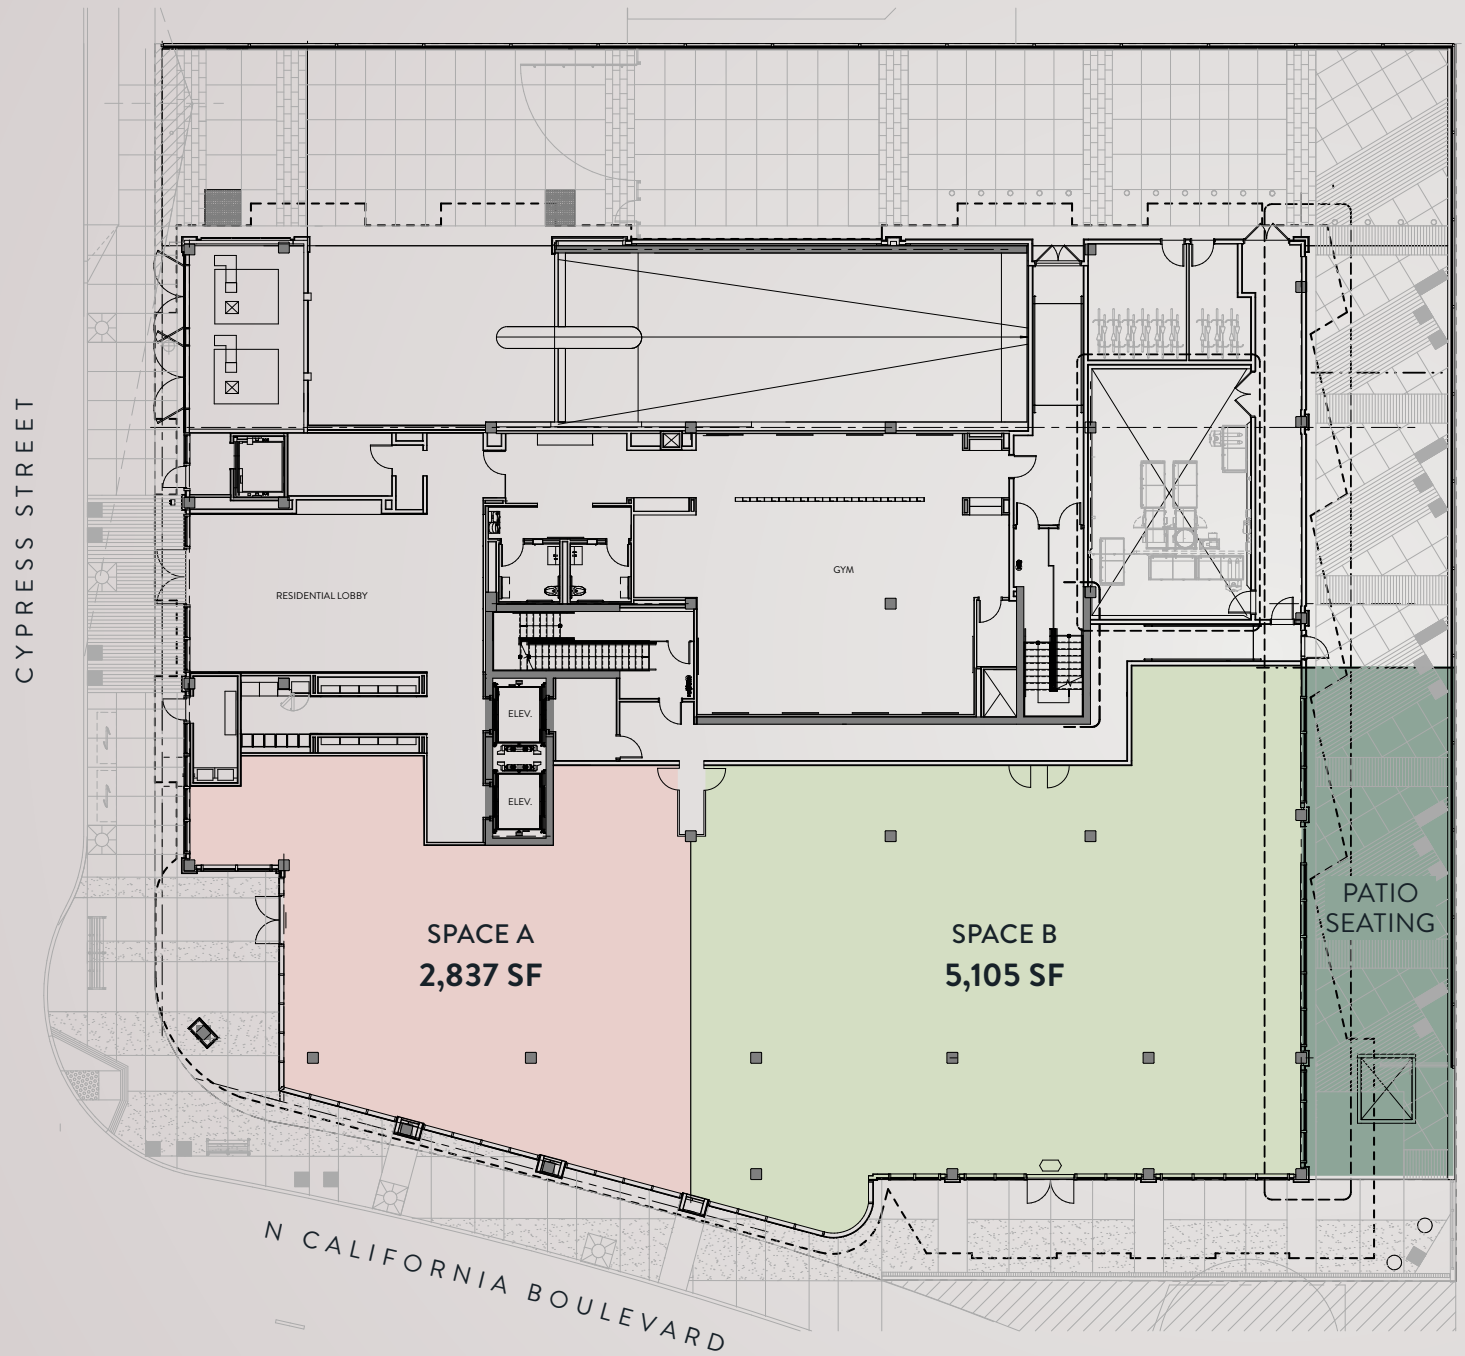 CYPRESS STREET
GYM
RESIDENTIAL LOBBY
ELEV.
ELEV.
SPACE A
2,837 SF
SPACE B
5,105 SF
PATIO
SEATING
N CALIFORNIA BOULEVARD